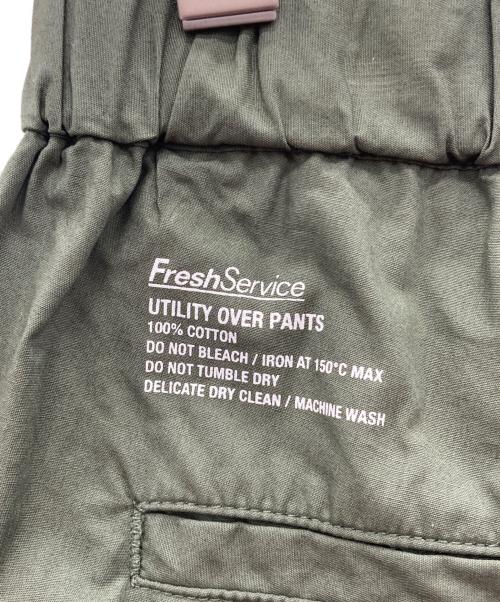 FreshService
UTILITY OVER PANTS
100% COTTON
DO NOT BLEACH / IRON AT 150°C MAX
DO NOT TUMBLE DRY
DELICATE DRY CLEAN / MACHINE WASH